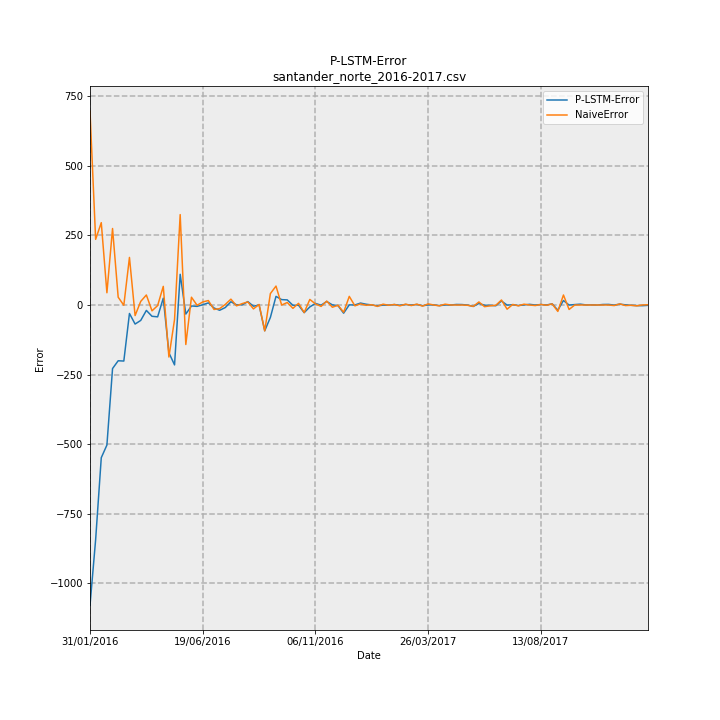 P-LSTM-Error
santander_norte_2016-2017.csv
P-LSTM-Error
NaiveError
750
500
250
0
−250
−500
−750
−1000
Error
31/01/2016
19/06/2016
06/11/2016
26/03/2017
13/08/2017
Date